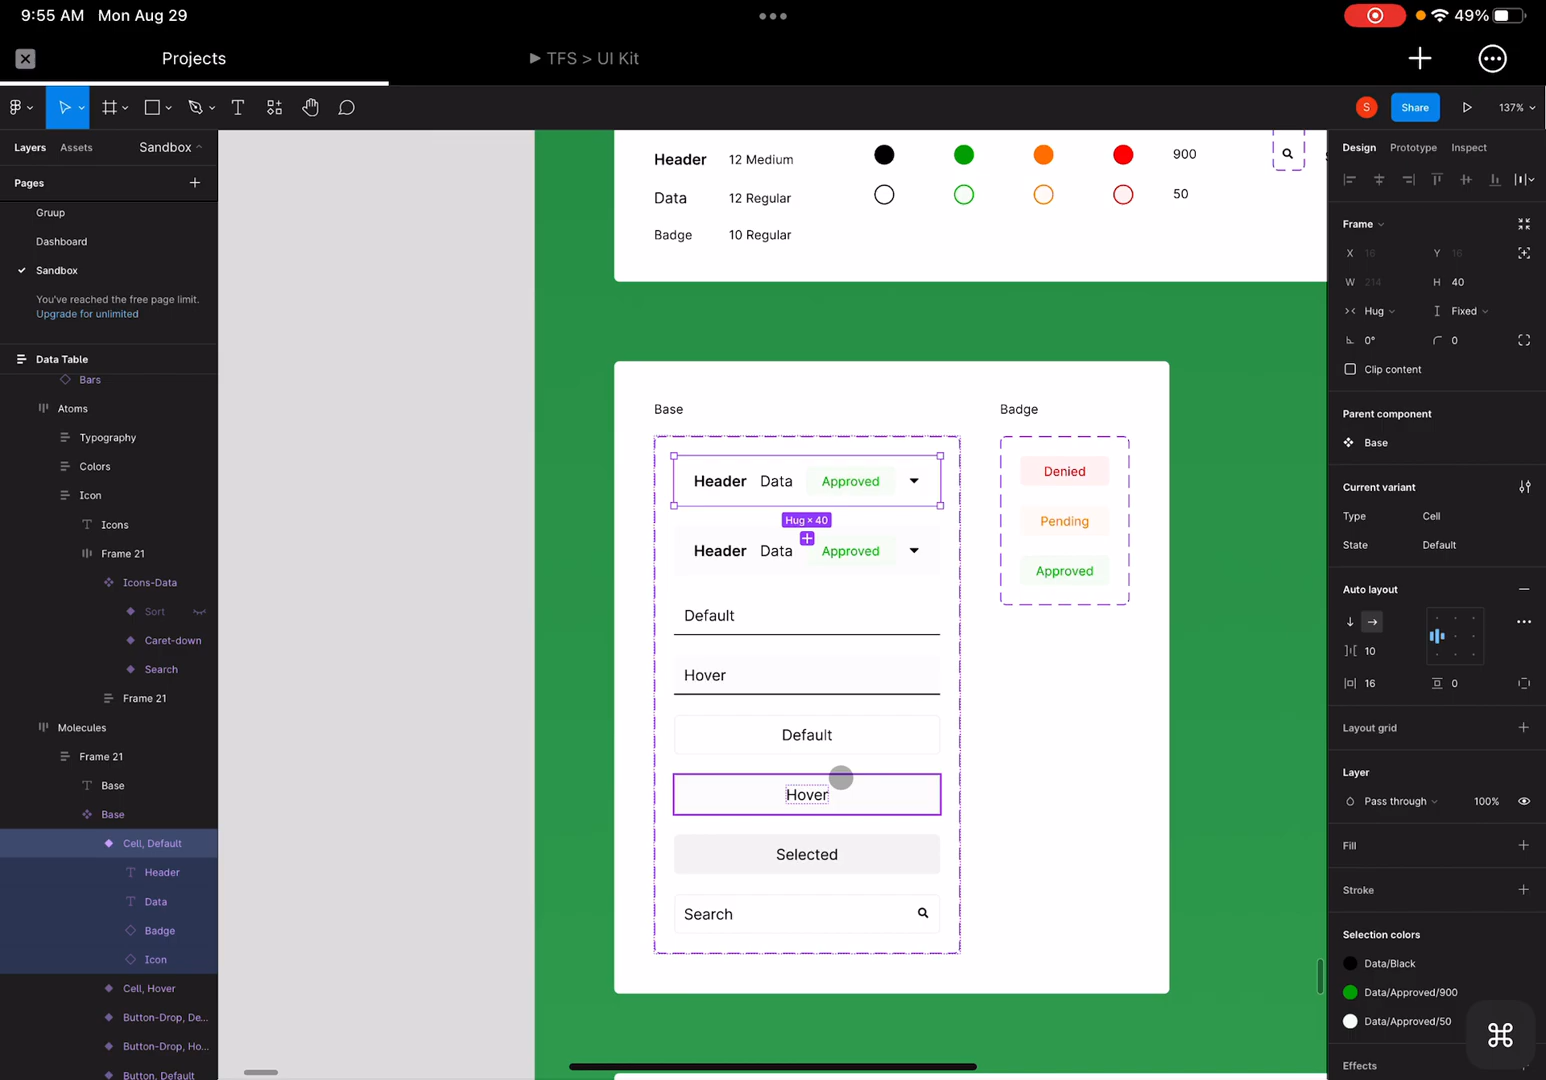 9:55 AM Mon Aug 29
49%
Projects
TFS > UI Kit
S
Share
137%
Layers Assets Sandbox
Pages
Gruup
Dashboard
Sandbox
You've reached the free page limit.
Upgrade for unlimited
Data Table
Bars
Atoms
Typography
Colors
Icon
Icons
Frame 21
Icons-Data
Sort
Caret-down
Search
Frame 21
Molecules
Frame 21
Base
Base
Cell, Default
Header
Data
Badge
Icon
Cell, Hover
Button-Drop, De...
Button-Drop, Ho...
Button, Default
Header 12 Medium 900
Data 12 Regular 50
Badge 10 Regular
Base
Header Data Approved
Hug × 40
Header Data Approved
Default
Hover
Default
Hover
Selected
Search
Badge
Denied
Pending
Approved
Design Prototype Inspect
Frame
X 16 Y 16
W 214 H 40
Hug Fixed
0° 0
Clip content
Parent component
Base
Current variant
Type Cell
State Default
Auto layout
10
16 0
Layout grid
Layer
Pass through 100%
Fill
Stroke
Selection colors
Data/Black
Data/Approved/900
Data/Approved/50
Effects